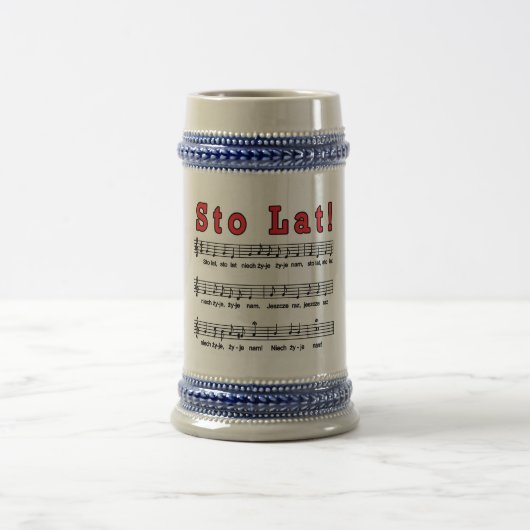 Sto Lat!
Sto lat, sto lat niech ży-je ży-je nam, sto lat, sto lat
niech ży-je, ży-je nam. Jeszcze raz, jeszcze raz
niech ży-je, ży - je nam! Niech ży - je nam!